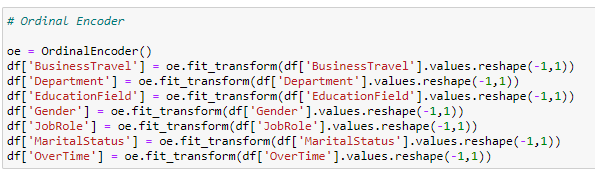 # Ordinal Encoder
oe = OrdinalEncoder()
df['BusinessTravel'] = oe.fit_transform(df['BusinessTravel'].values.reshape(-1,1))
df['Department'] = oe.fit_transform(df['Department'].values.reshape(-1,1))
df['EducationField'] = oe.fit_transform(df['EducationField'].values.reshape(-1,1))
df['Gender'] = oe.fit_transform(df['Gender'].values.reshape(-1,1))
df['JobRole'] = oe.fit_transform(df['JobRole'].values.reshape(-1,1))
df['MaritalStatus'] = oe.fit_transform(df['MaritalStatus'].values.reshape(-1,1))
df['OverTime'] = oe.fit_transform(df['OverTime'].values.reshape(-1,1))